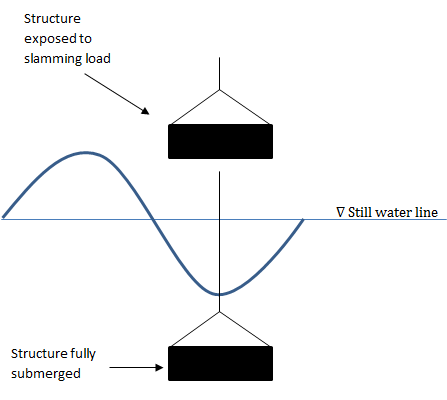 Structure
exposed to
slamming load
∇ Still water line
Structure fully
submerged